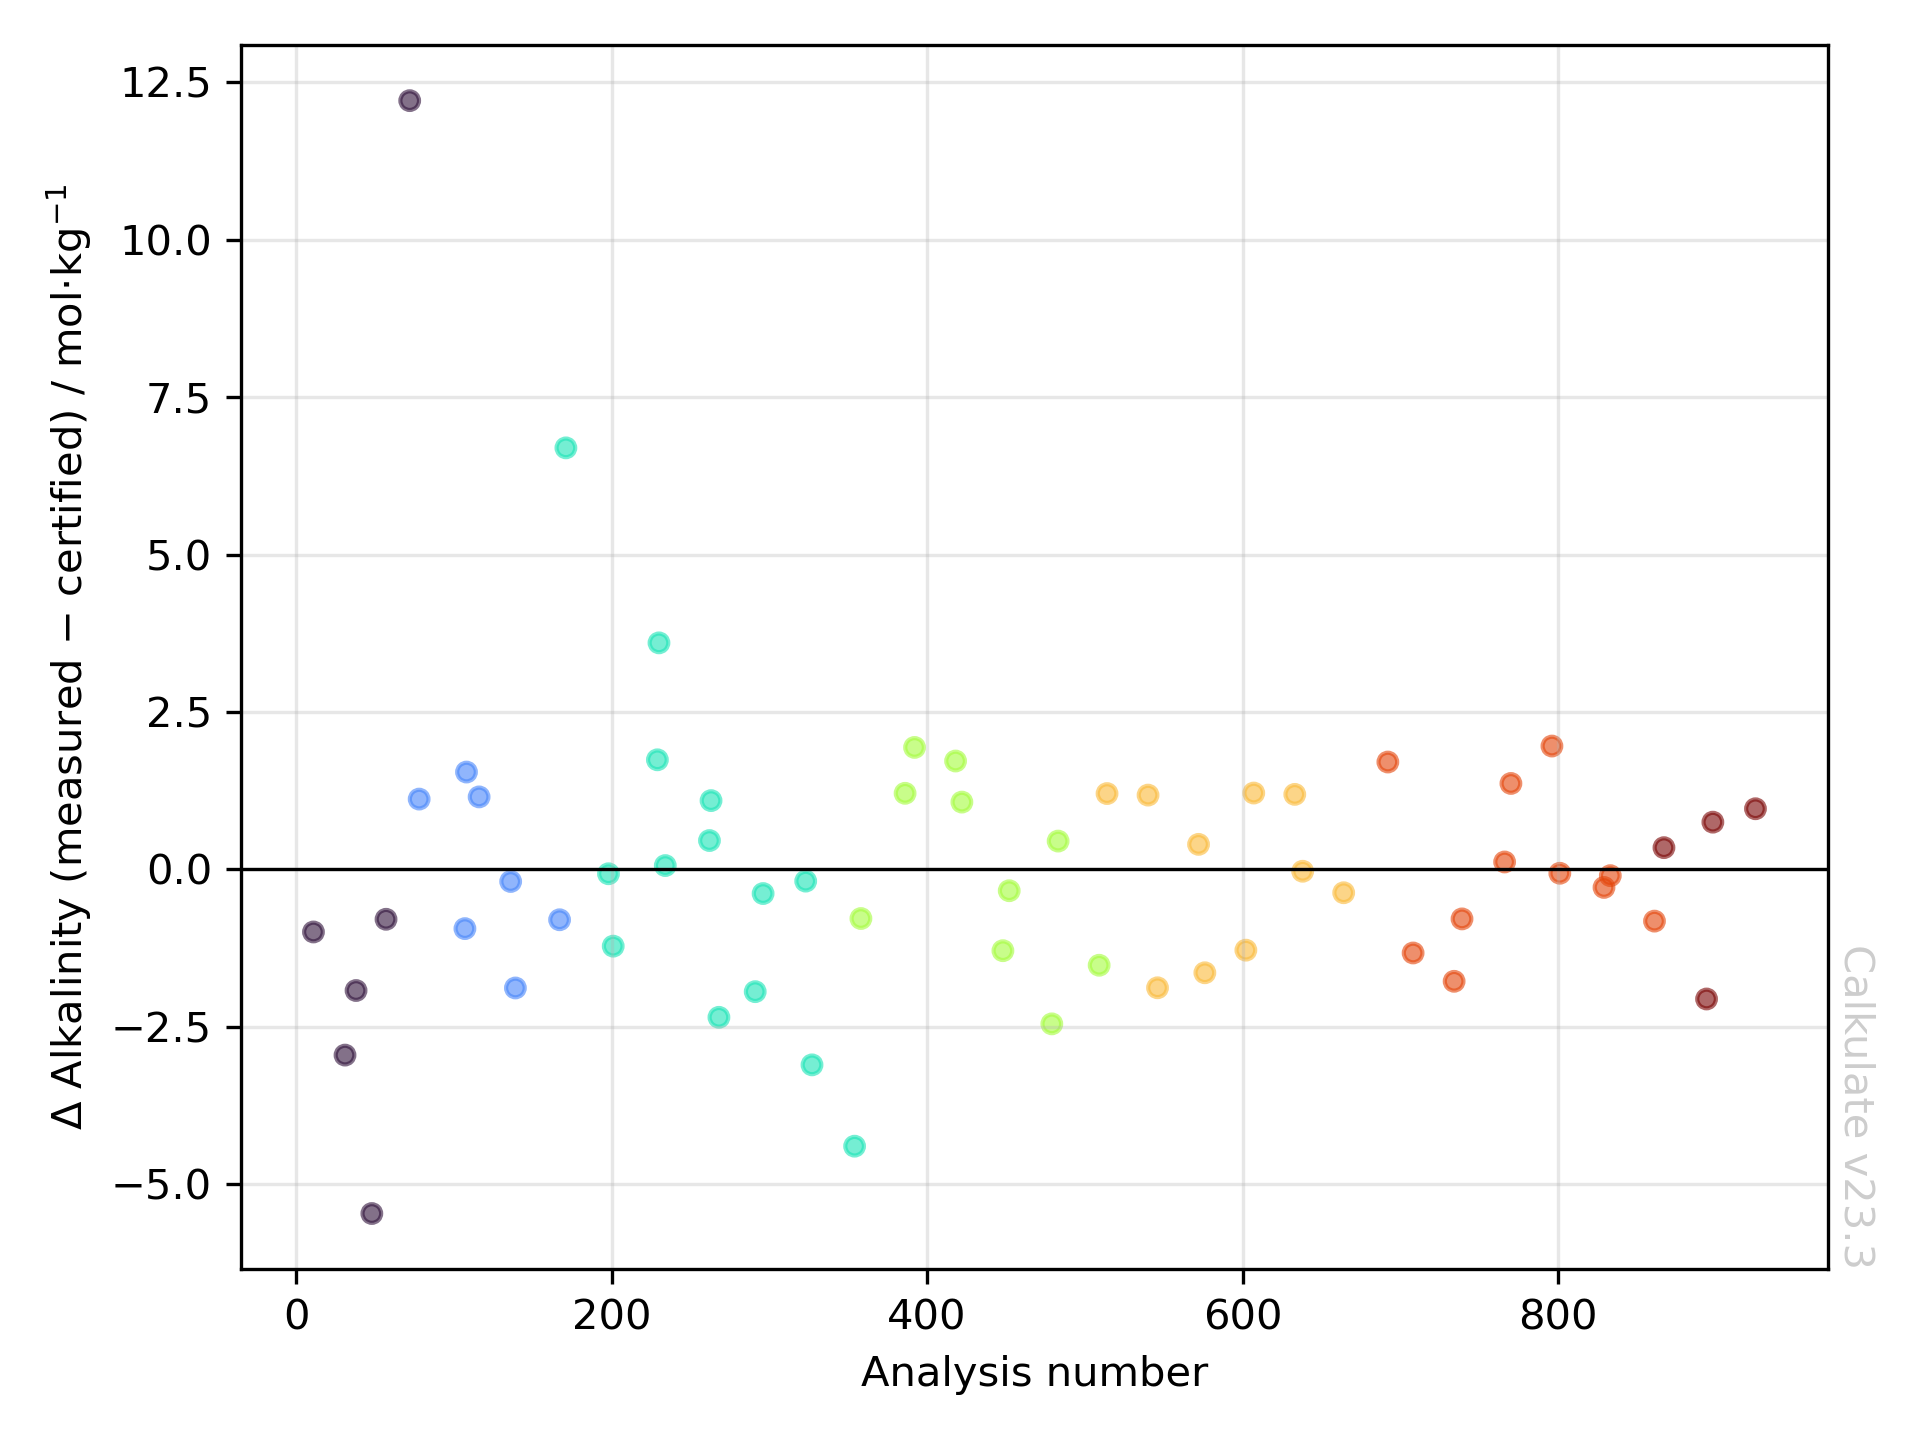 Δ Alkalinity (measured − certified) / mol·kg⁻¹
12.5
10.0
7.5
5.0
2.5
0.0
−2.5
−5.0
0 200 400 600 800
Analysis number
Calkulate v23.3